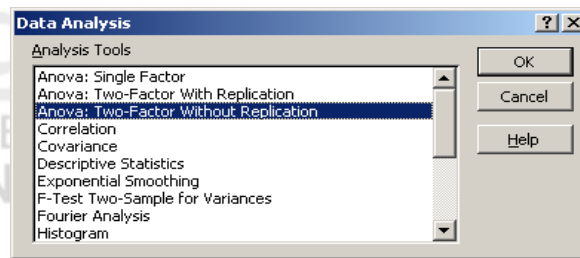 Data Analysis
Analysis Tools
Anova: Single Factor
Anova: Two-Factor With Replication
Anova: Two-Factor Without Replication
Correlation
Covariance
Descriptive Statistics
Exponential Smoothing
F-Test Two-Sample for Variances
Fourier Analysis
Histogram
OK
Cancel
Help